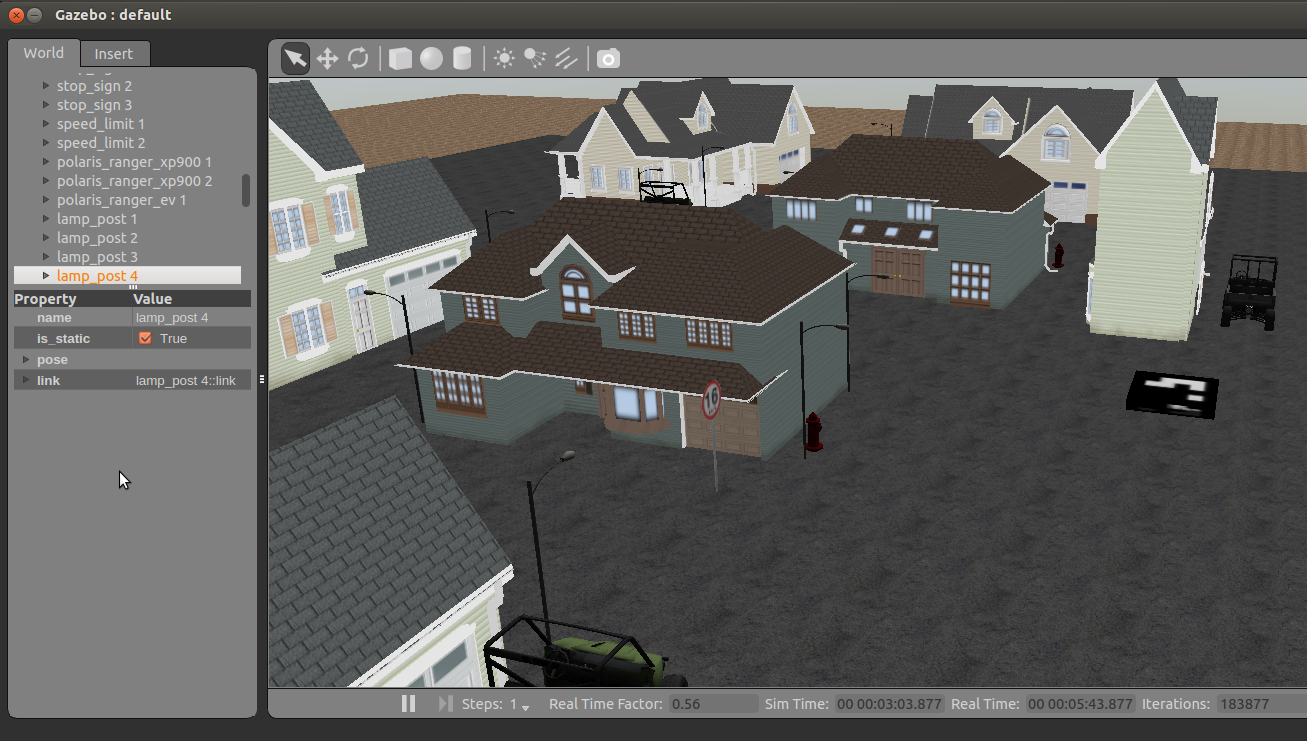 Gazebo : default
World Insert
stop_sign 2
stop_sign 3
speed_limit 1
speed_limit 2
polaris_ranger_xp900 1
polaris_ranger_xp900 2
polaris_ranger_ev 1
lamp_post 1
lamp_post 2
lamp_post 3
lamp_post 4
Property Value
name lamp_post 4
is_static True
pose
link lamp_post 4::link
16
Steps: 1 Real Time Factor: 0.56 Sim Time: 00 00:03:03.877 Real Time: 00 00:05:43.877 Iterations: 183877